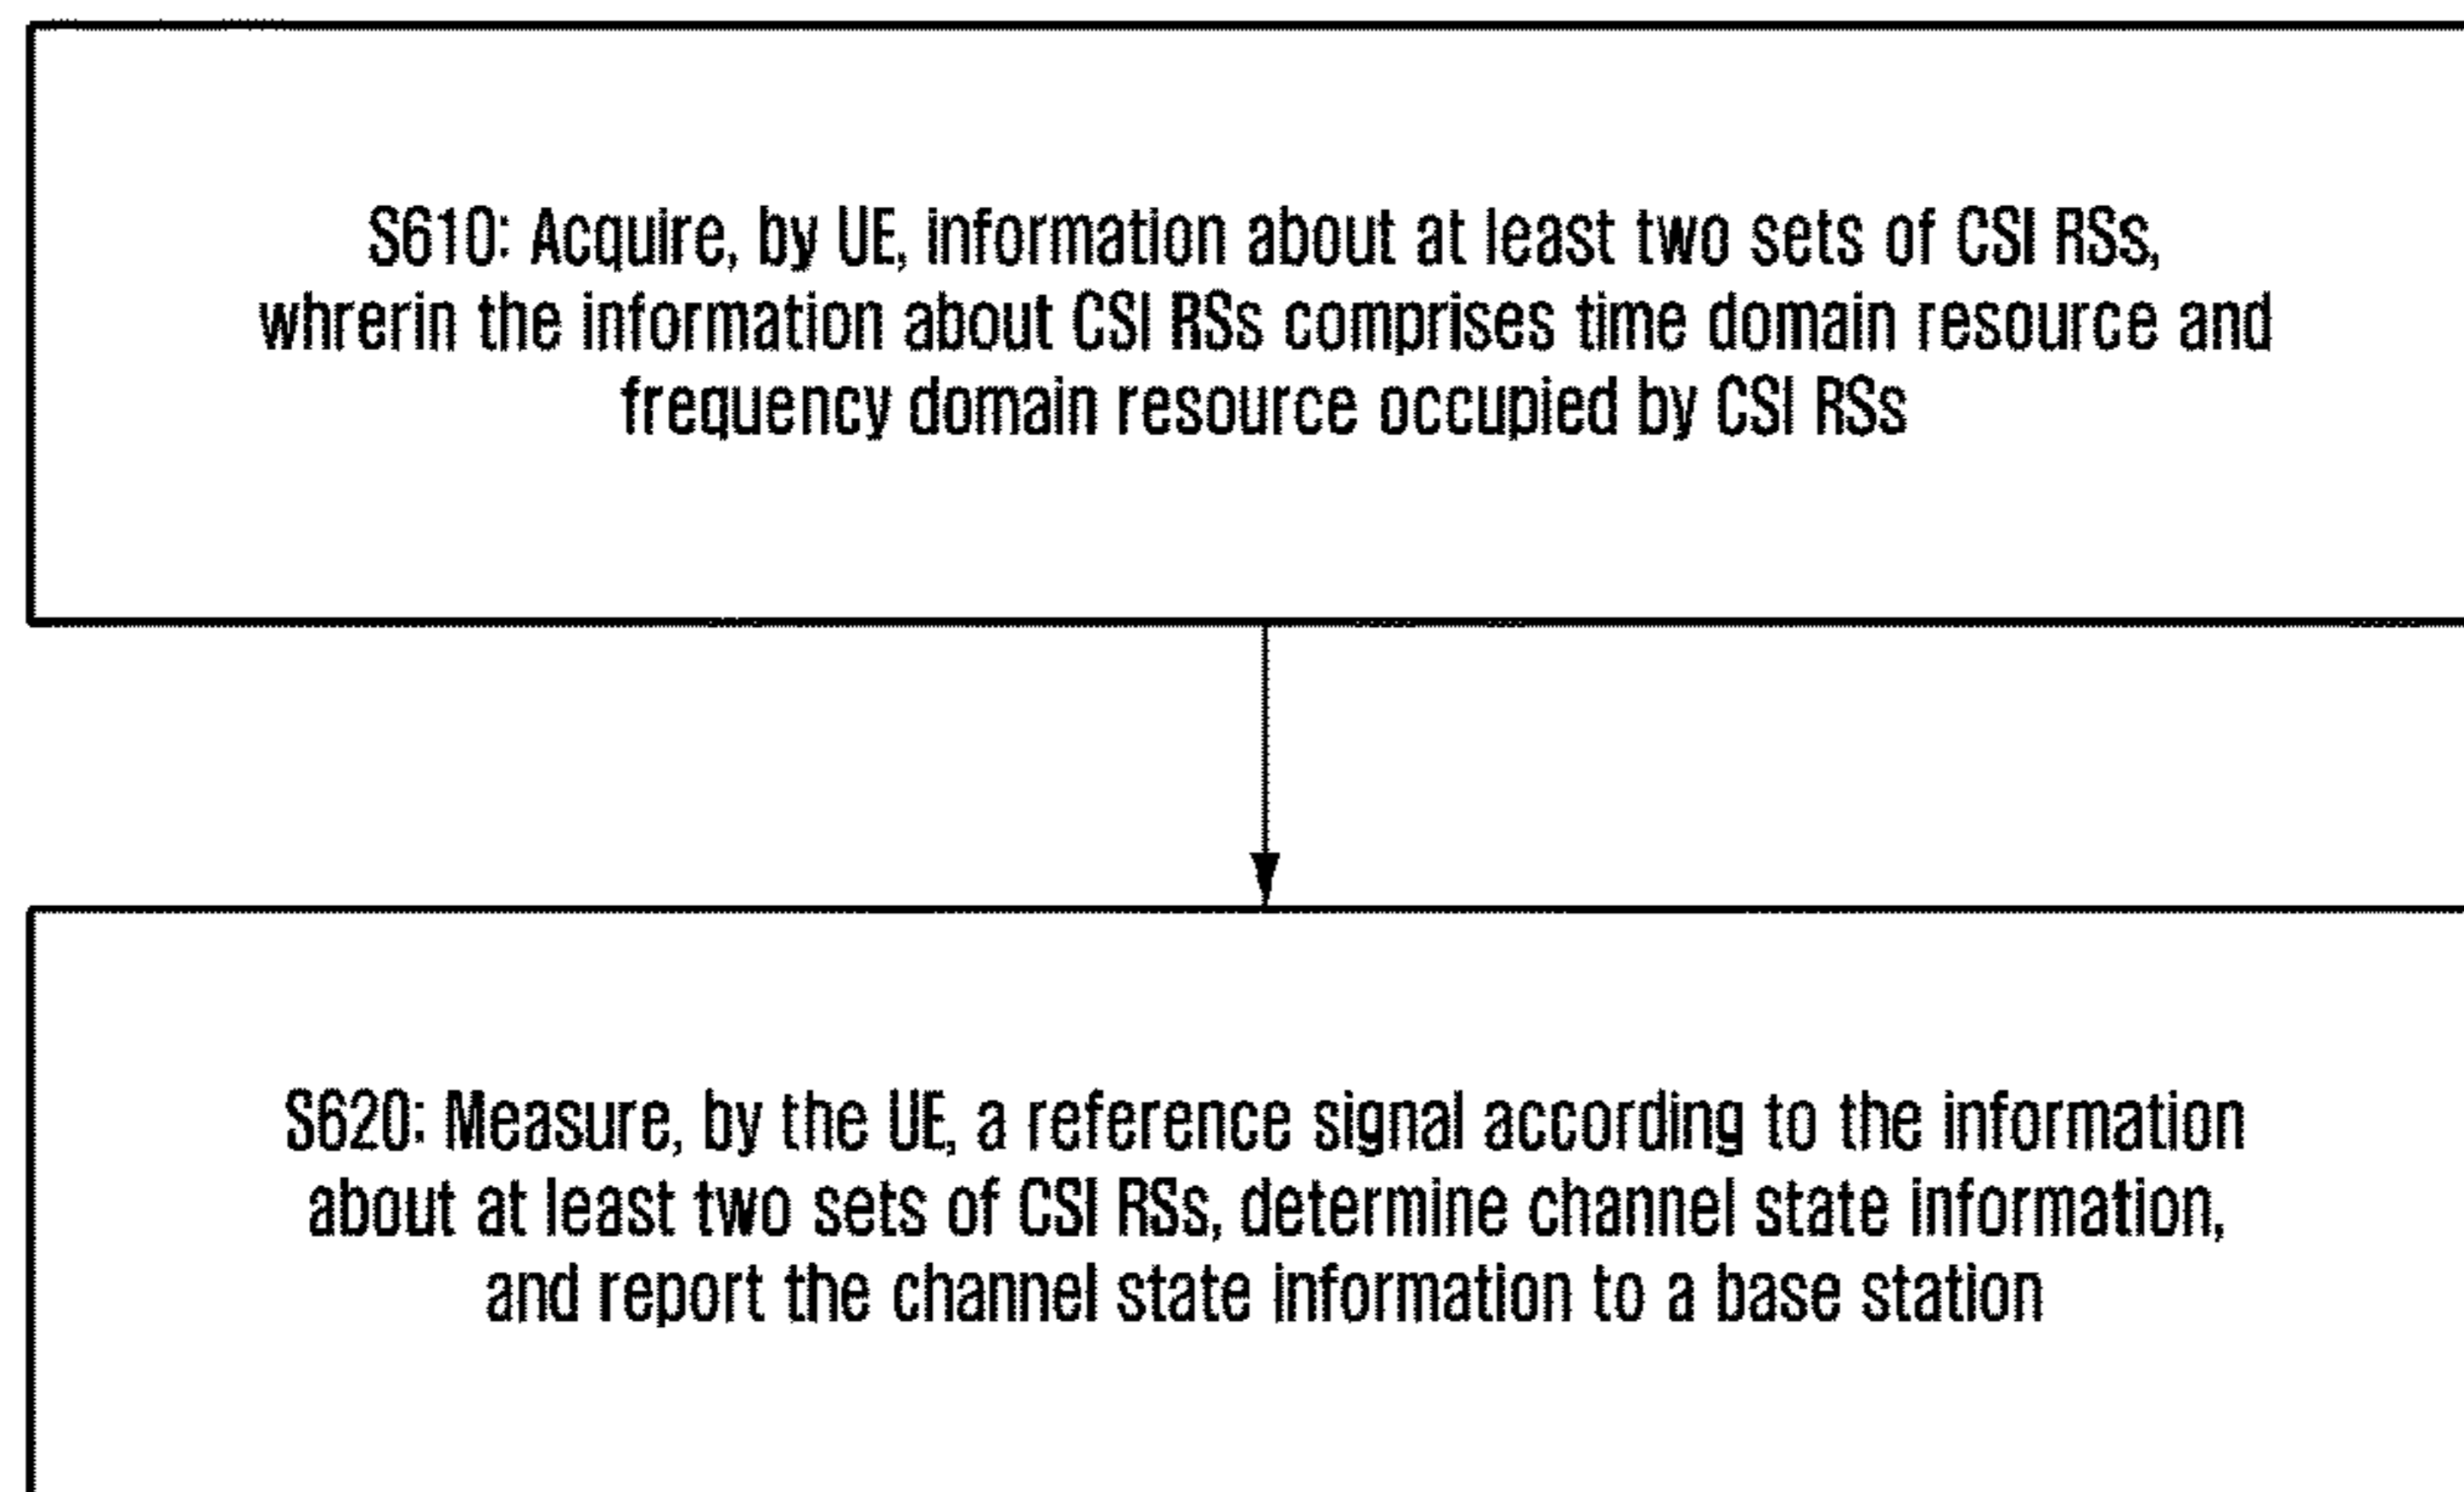 S610: Acquire, by UE, information about at least two sets of CSI RSs,
whrerin the information about CSI RSs comprises time domain resource and
frequency domain resource occupied by CSI RSs
S620: Measure, by the UE, a reference signal according to the information
about at least two sets of CSI RSs, determine channel state information,
and report the channel state information to a base station